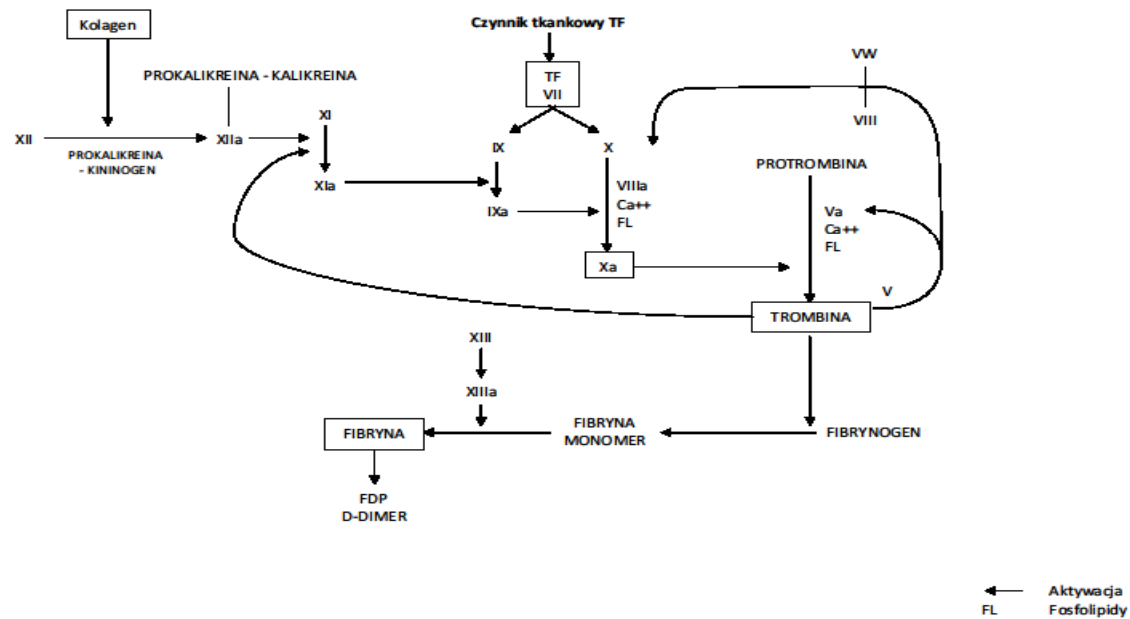 Kolagen
Czynnik tkankowy TF
PROKALIKREINA - KALIKREINA
TF
VII
VW
VIII
XII
XIIa
XI
PROKALIKREINA
- KININOGEN
IX
X
PROTROMBINA
XIa
IXa
VIIIa
Ca++
FL
Va
Ca++
FL
Xa
V
TROMBINA
XIII
XIIIa
FIBRYNA
FIBRYNA
MONOMER
FIBRYNOGEN
FDP
D-DIMER
Aktywacja
FL Fosfolipidy